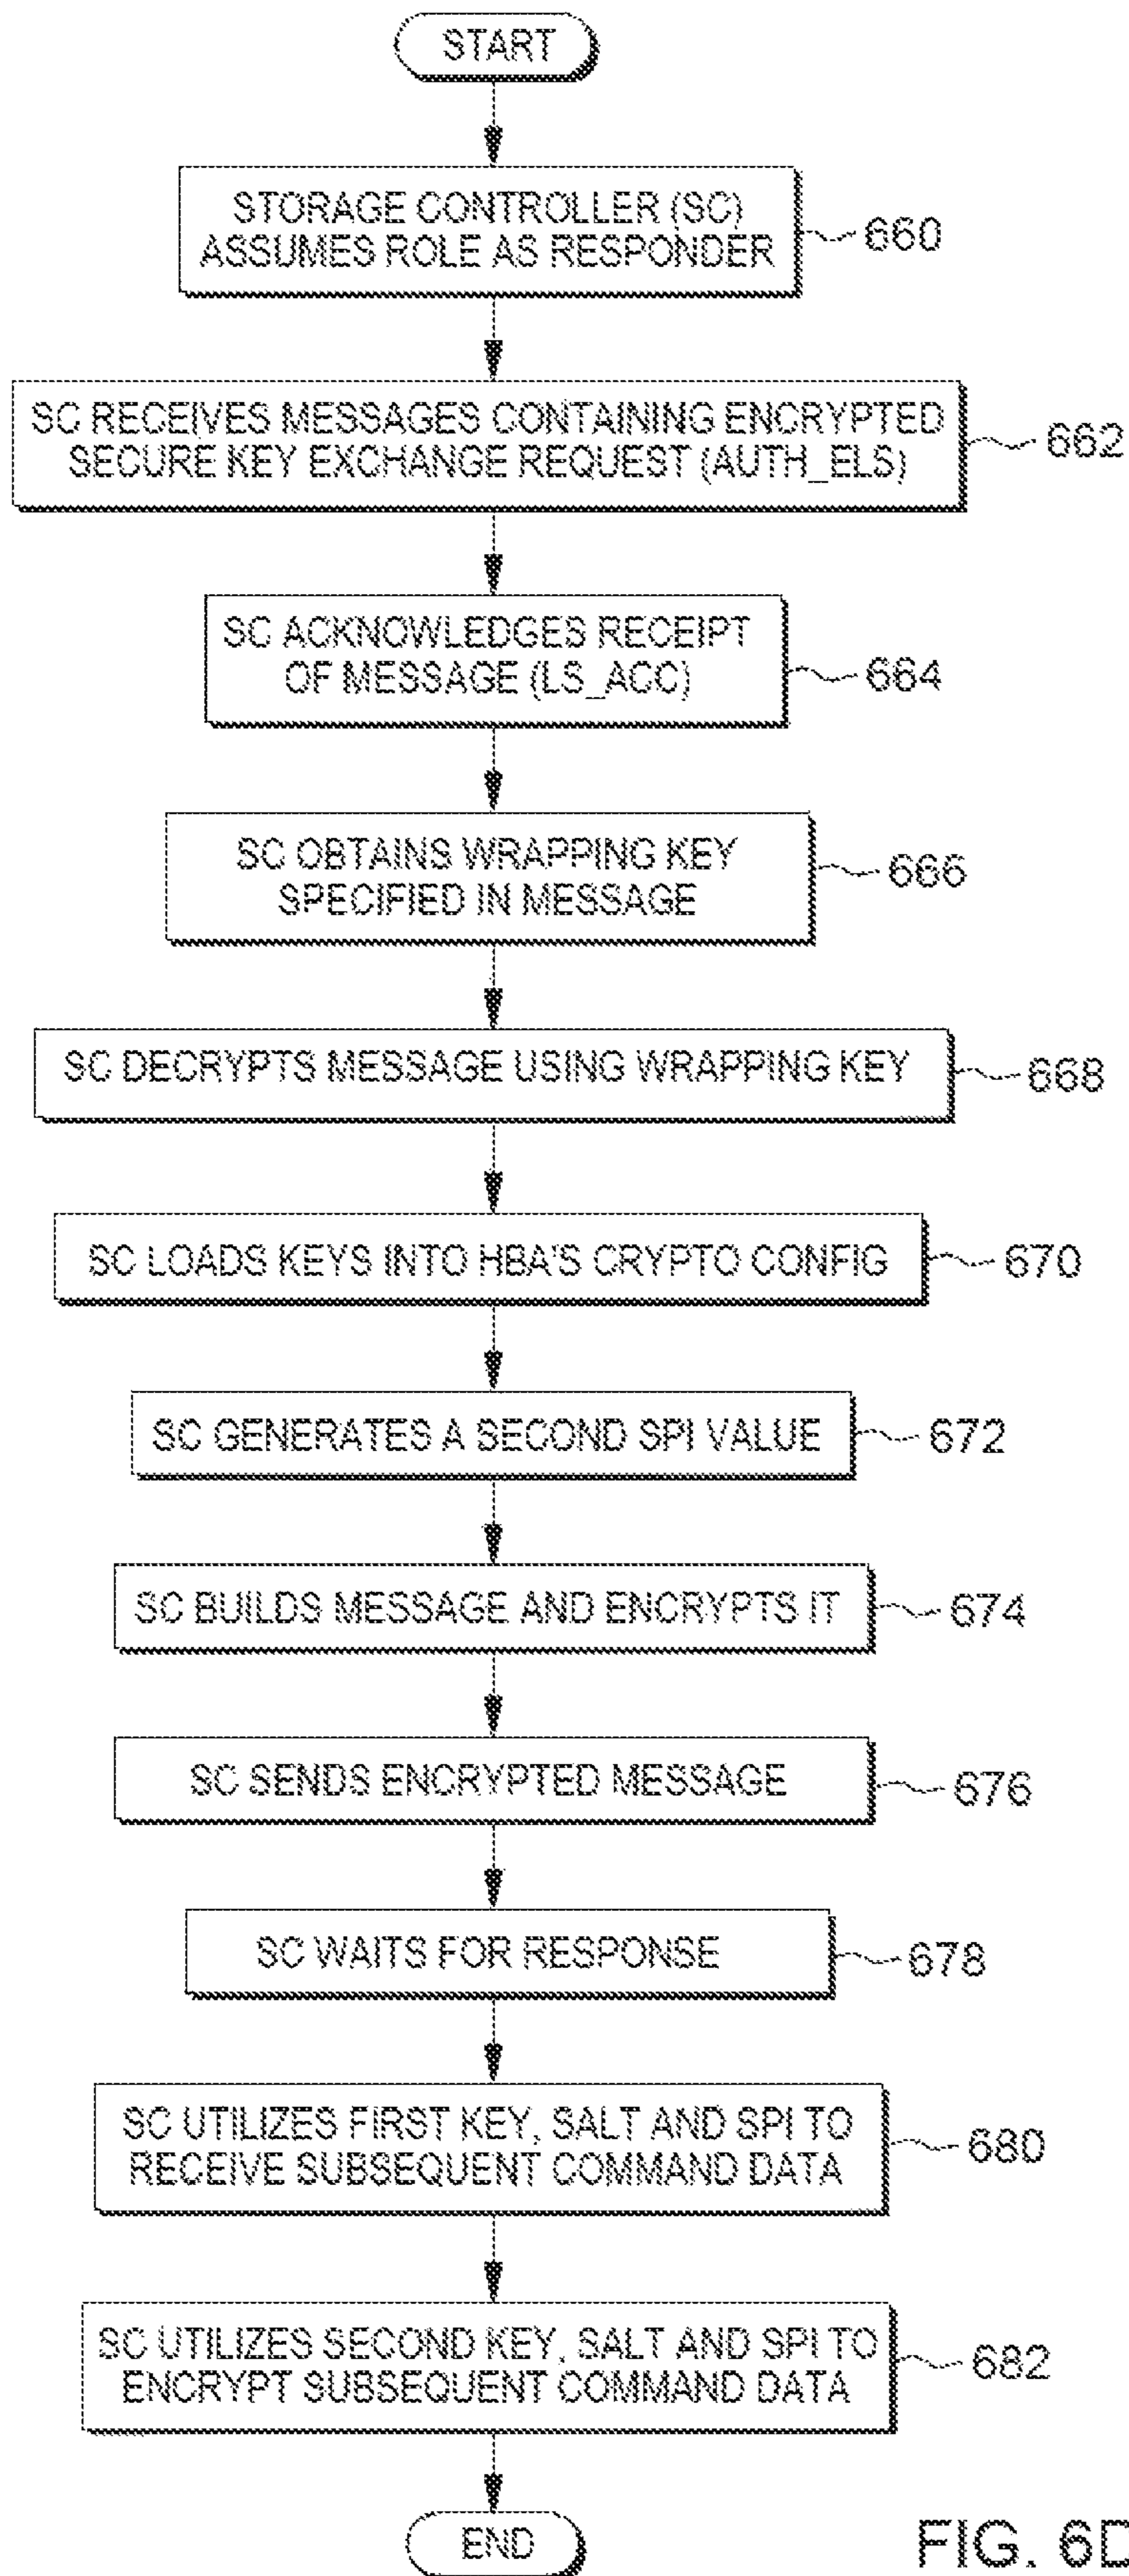 START
STORAGE CONTROLLER (SC)
ASSUMES ROLE AS RESPONDER
660
SC RECEIVES MESSAGES CONTAINING ENCRYPTED
SECURE KEY EXCHANGE REQUEST (AUTH_ELS)
662
SC ACKNOWLEDGES RECEIPT
OF MESSAGE (LS_ACC)
664
SC OBTAINS WRAPPING KEY
SPECIFIED IN MESSAGE
666
SC DECRYPTS MESSAGE USING WRAPPING KEY
668
SC LOADS KEYS INTO HBA'S CRYPTO CONFIG
670
SC GENERATES A SECOND SPI VALUE
672
SC BUILDS MESSAGE AND ENCRYPTS IT
674
SC SENDS ENCRYPTED MESSAGE
676
SC WAITS FOR RESPONSE
678
SC UTILIZES FIRST KEY, SALT AND SPI TO
RECEIVE SUBSEQUENT COMMAND DATA
680
SC UTILIZES SECOND KEY, SALT AND SPI TO
ENCRYPT SUBSEQUENT COMMAND DATA
682
END
FIG. 6D